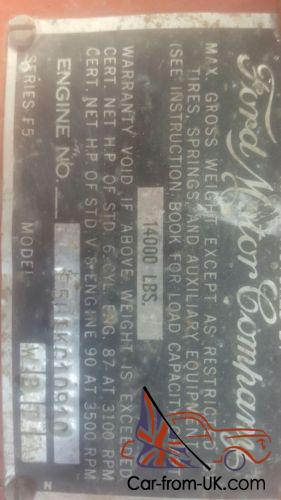 Ford Motor Company
MAX. GROSS WEIGHT EXCEPT AS RESTRICTED
TIRES, SPRINGS AND AUXILIARY EQUIPMENT
(SEE INSTRUCTION BOOK FOR LOAD CAPACITY
14000 LBS.
WARRANTY VOID IF ABOVE WEIGHT IS EXCEEDED
CERT. NET H.P. OF STD. 6-CYL. ENG. 87 AT 3100 RPM
CERT. NET H.P. OF STD V-8 ENGINE 90 AT 3500 RPM
ENGINE NO.
SERIES F5
MODEL
N
Car-from-UK.com